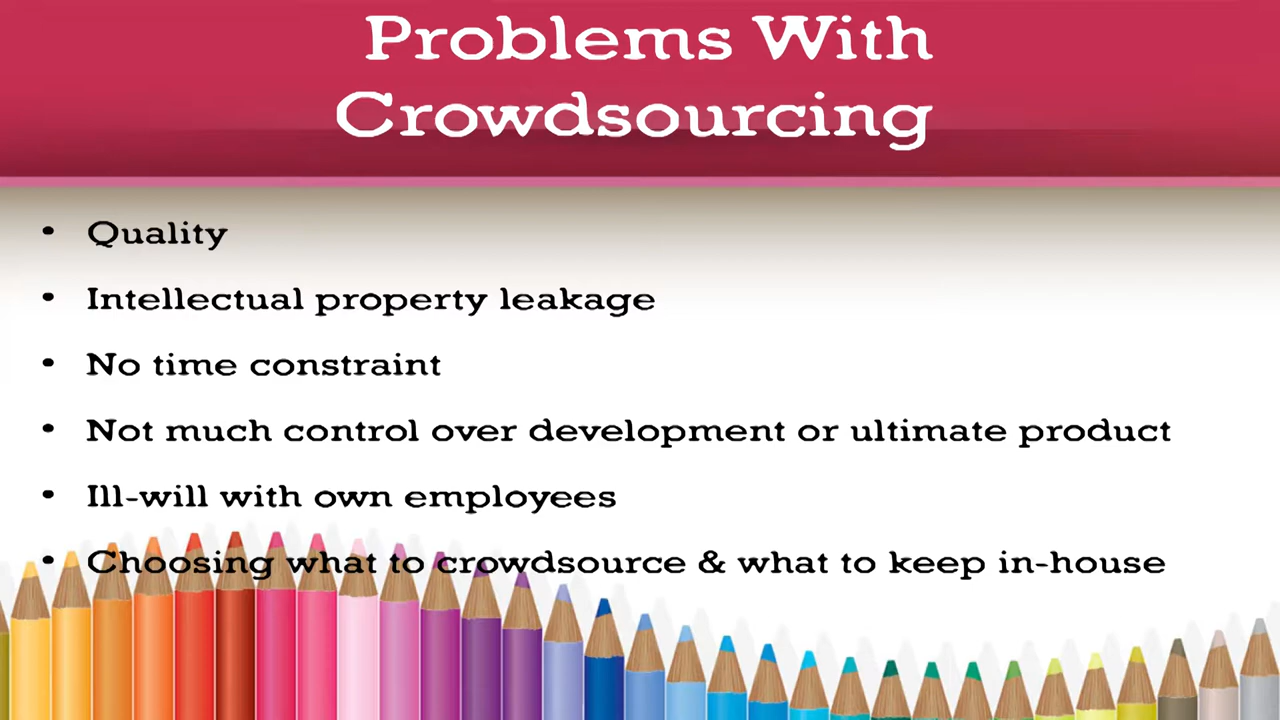 Problems With
Crowdsourcing
• Quality
• Intellectual property leakage
• No time constraint
• Not much control over development or ultimate product
• Ill-will with own employees
• Choosing what to crowdsource & what to keep in-house